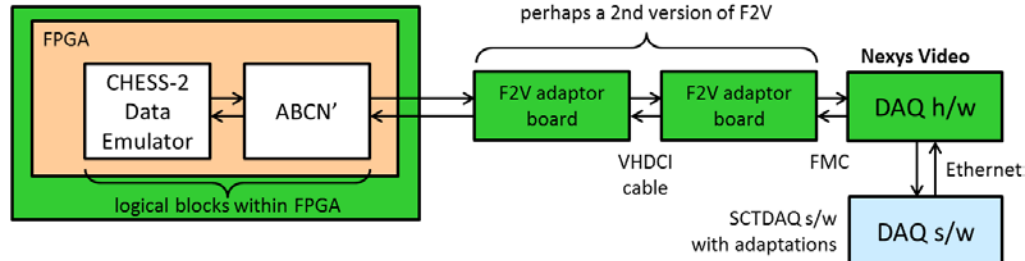 perhaps a 2nd version of F2V
FPGA
CHESS-2
Data
Emulator
ABCN’
logical blocks within FPGA
F2V adaptor
board
VHDCI
cable
F2V adaptor
board
FMC
Nexys Video
DAQ h/w
Ethernet:
SCTDAQ s/w
with adaptations
DAQ s/w